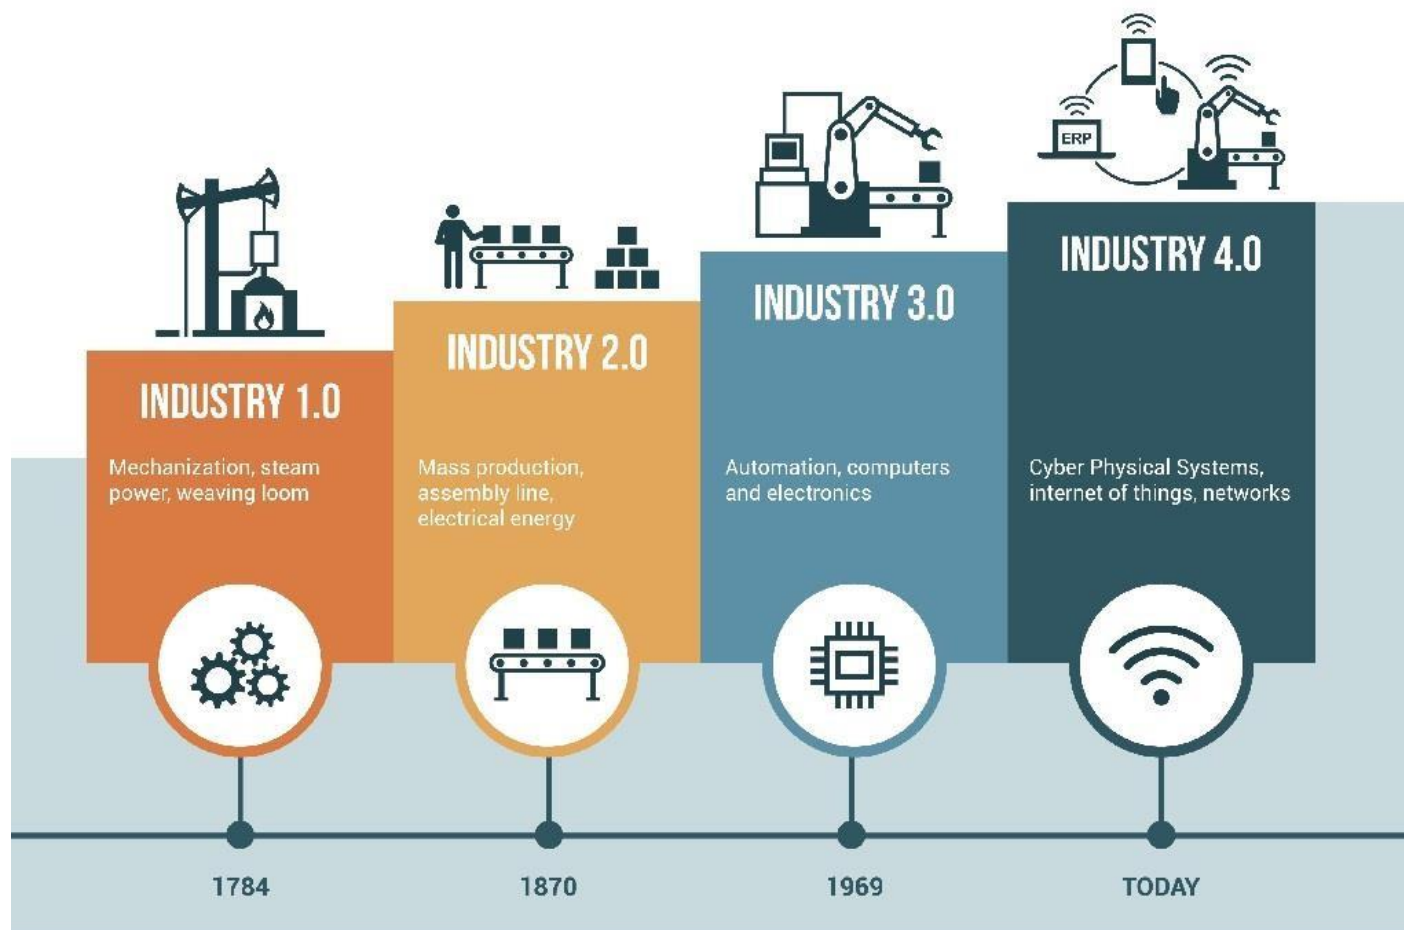 ERP
INDUSTRY 1.0
Mechanization, steam
power, weaving loom
INDUSTRY 2.0
Mass production,
assembly line,
electrical energy
INDUSTRY 3.0
Automation, computers
and electronics
INDUSTRY 4.0
Cyber Physical Systems,
internet of things, networks
1784
1870
1969
TODAY